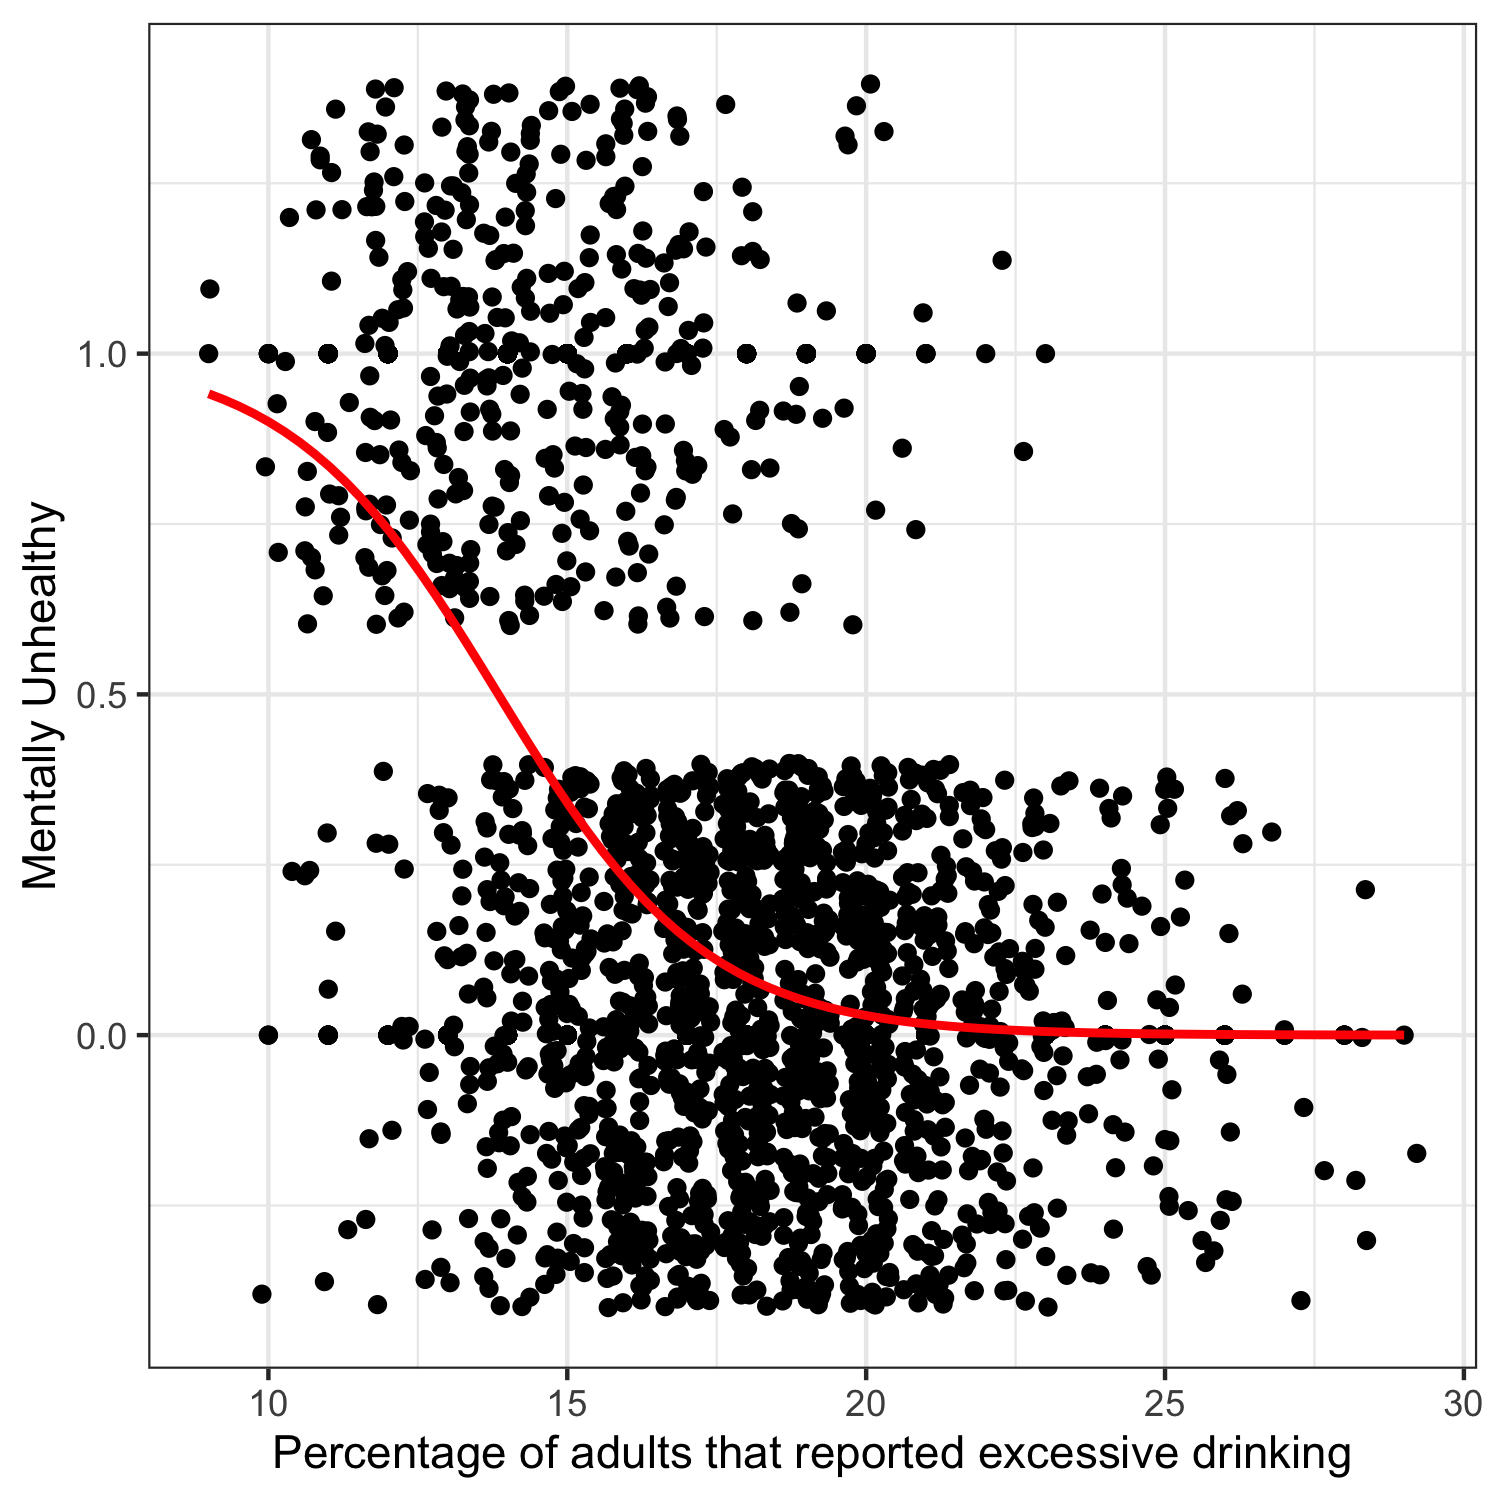 Mentally Unhealthy
1.0
0.5
0.0
10 15 20 25 30
Percentage of adults that reported excessive drinking